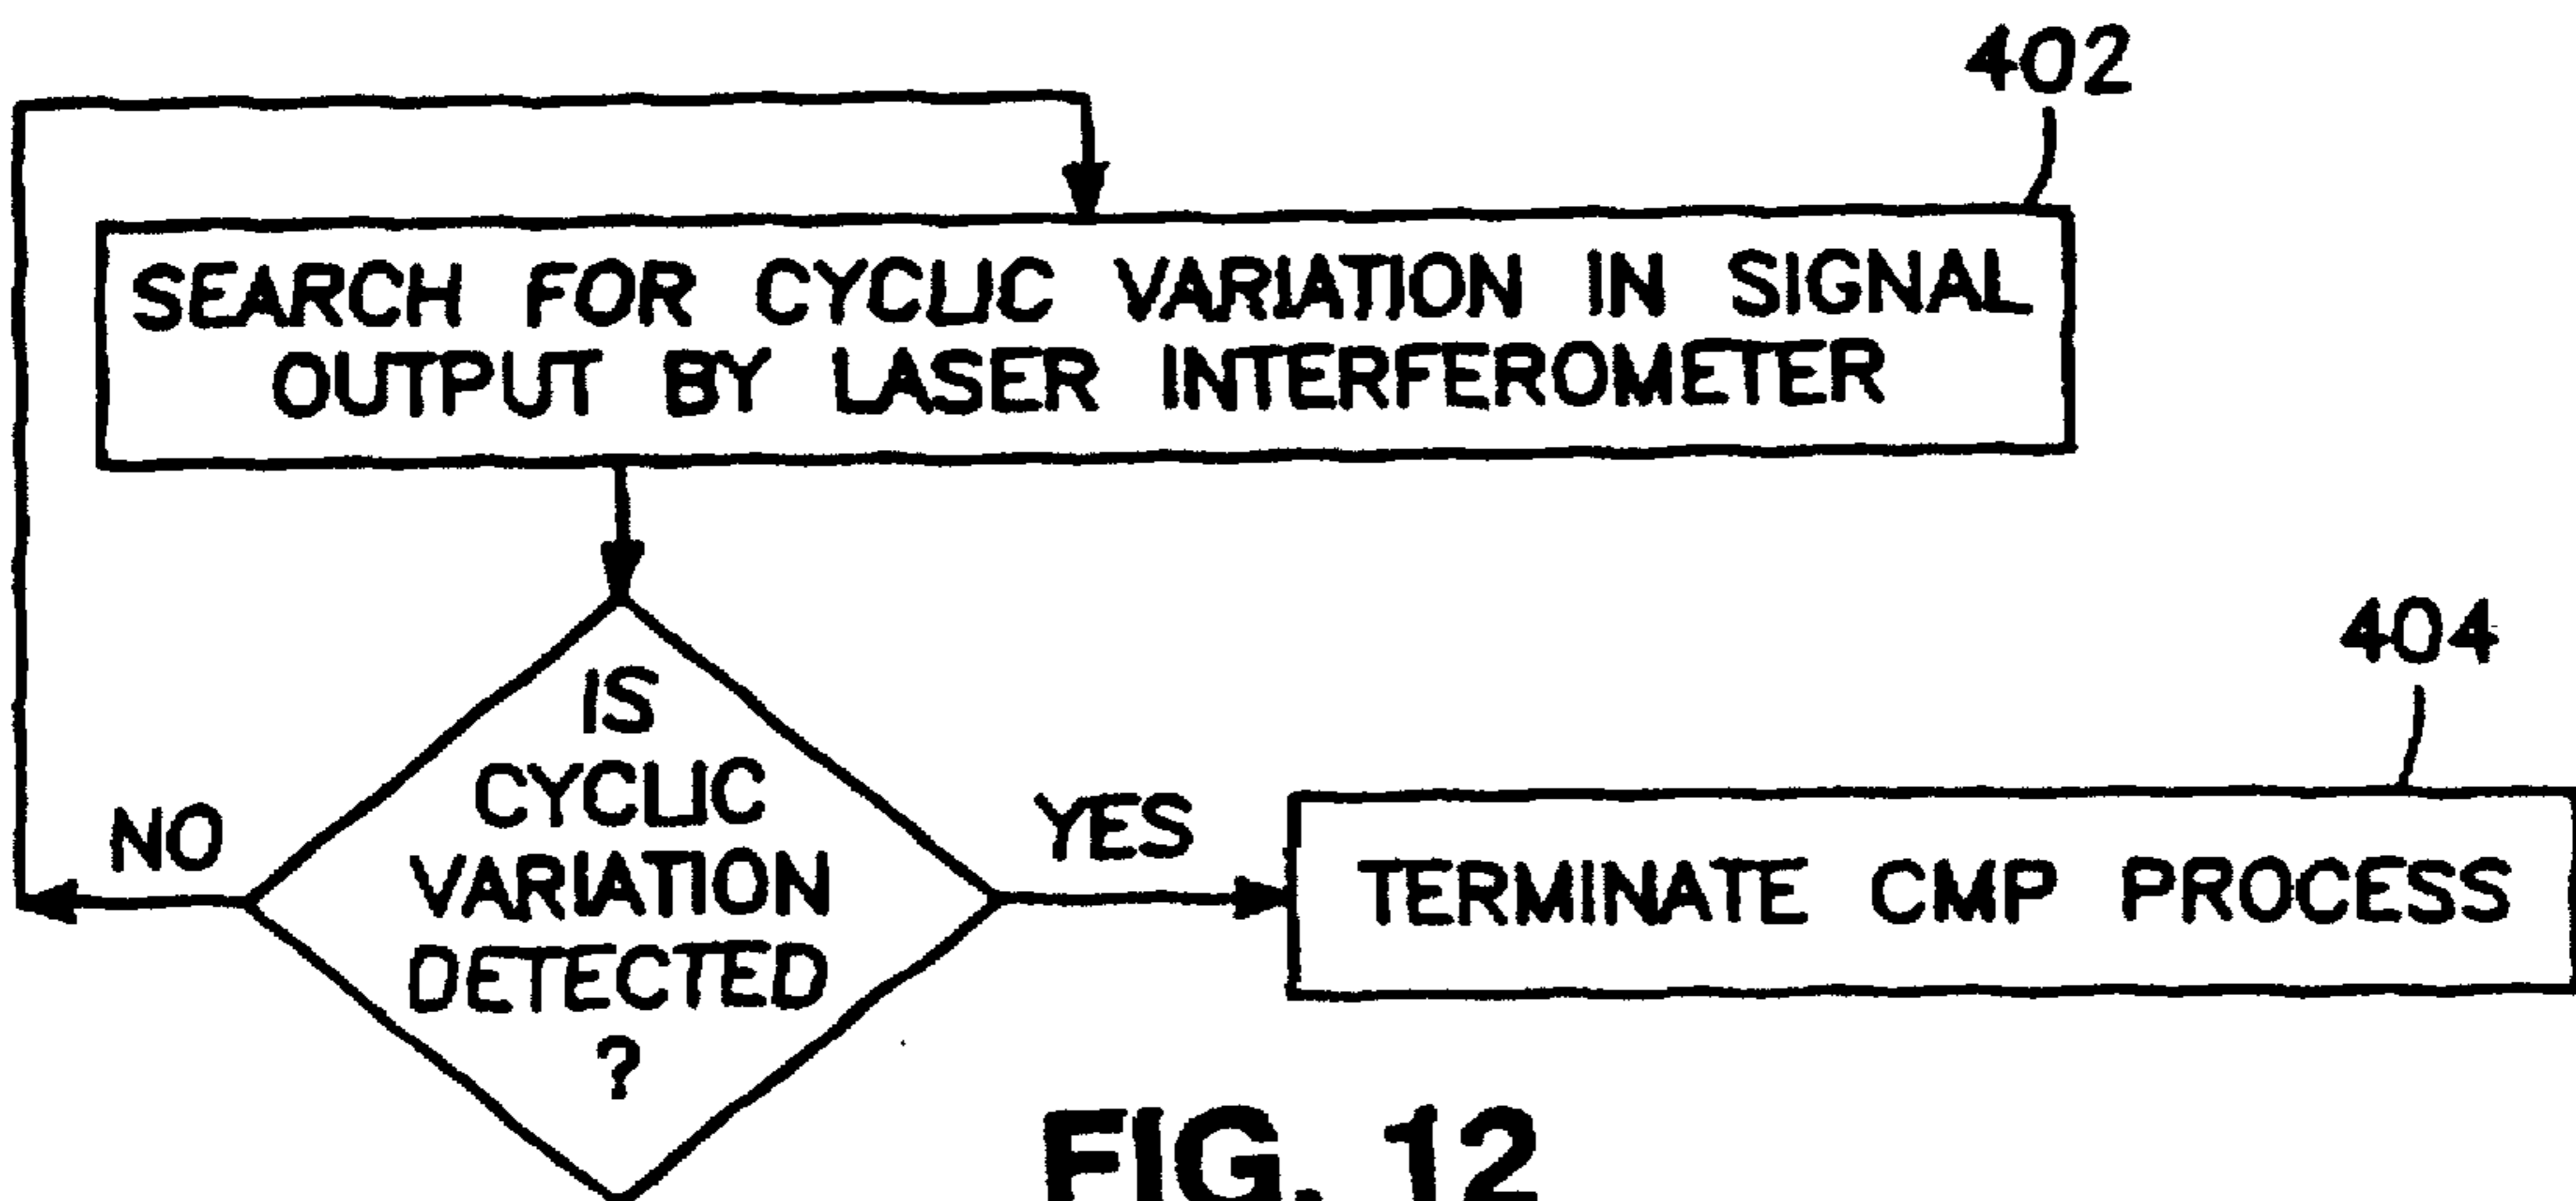 402
SEARCH FOR CYCLIC VARIATION IN SIGNAL
OUTPUT BY LASER INTERFEROMETER
IS
CYCLIC
VARIATION
DETECTED
?
NO
YES
404
TERMINATE CMP PROCESS
FIG. 12